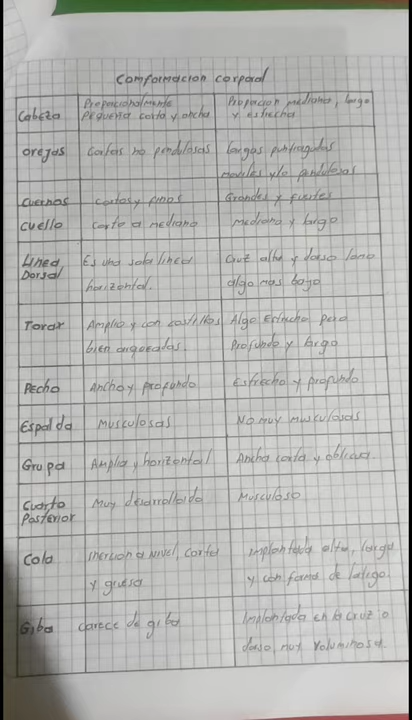 Comformacion corporal
Cabeza
Proporcionalmente
pequeña corta y ancha
Proporcion mediana, largo
y estrecha
orejas
Cortas no pendulosas
Largas puntiagudas
moviles y/o pendulosas
Cuernos
cortos y finos
Grandes y fuertes
cuello
corto a mediano
Mediano y largo
Linea
Dorsal
Es una sola linea
horizontal.
Cruz alta y dorso lomo
algo mas bajo
Torax
Amplio y con costillas
bien arqueadas.
Algo Estrecho pero
Profundo y largo
Pecho
Ancho y profundo
Estrecho y profundo
Espalda
Musculosas
No muy musculosas
Grupa
Amplia y horizontal
Ancha corta y oblicua
Cuarto
Posterior
Muy desarrollado
Musculoso
Cola
Insercion a nivel, corta
y gruesa
implantada alta, larga
y con forma de latigo.
Giba
carece de giba
Implantada en la cruz o
dorso, muy voluminosa.